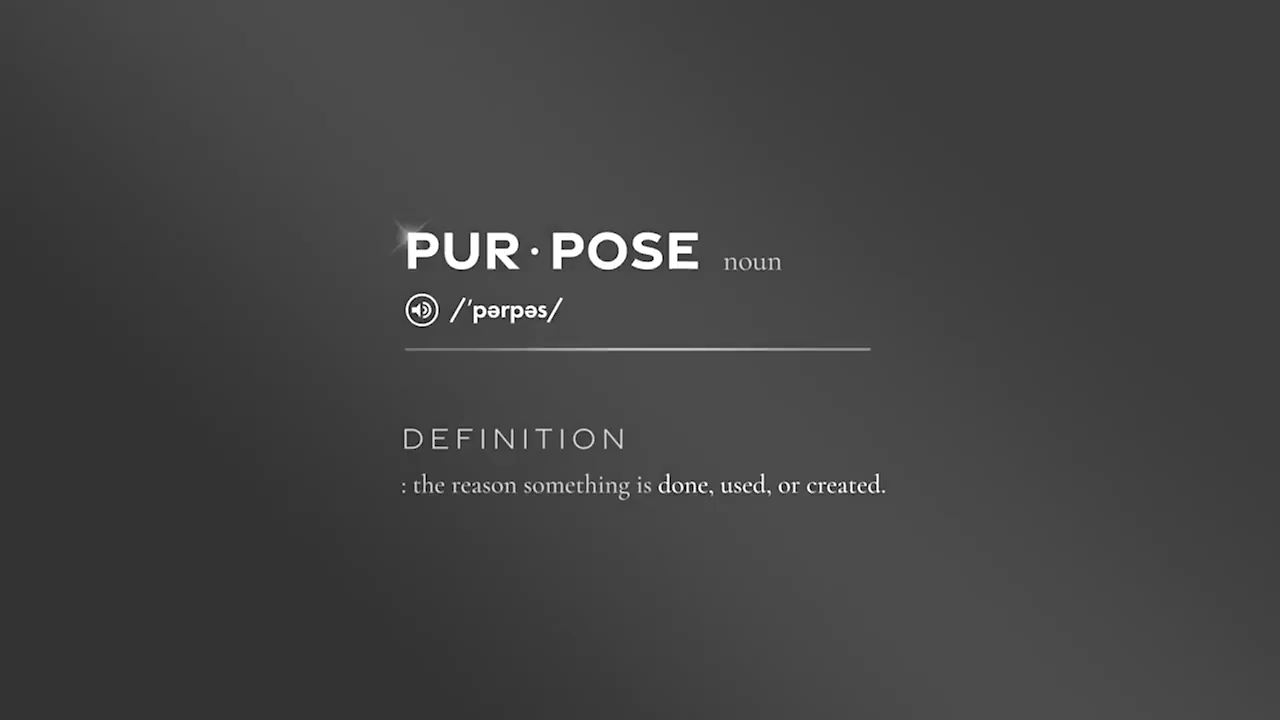 PUR·POSE noun
/ˈpərpəs/
DEFINITION
: the reason something is done, used, or created.